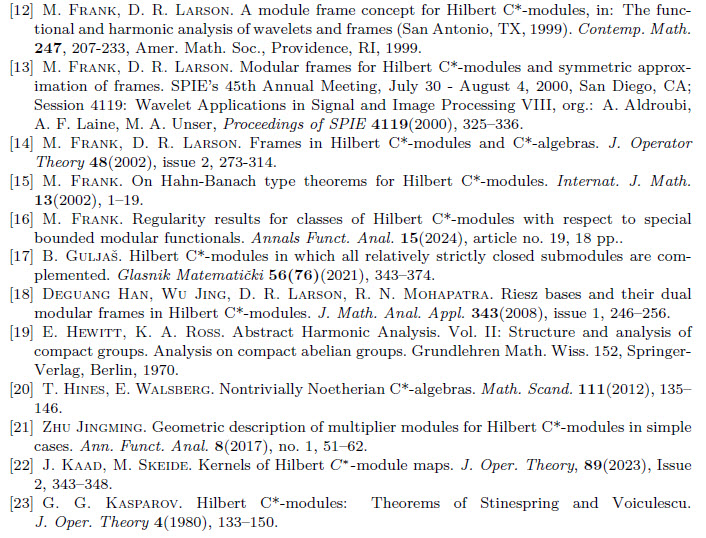 [12] M. Frank, D. R. Larson. A module frame concept for Hilbert C*-modules, in: The func-
tional and harmonic analysis of wavelets and frames (San Antonio, TX, 1999). Contemp. Math.
247, 207-233, Amer. Math. Soc., Providence, RI, 1999.
[13] M. Frank, D. R. Larson. Modular frames for Hilbert C*-modules and symmetric approx-
imation of frames. SPIE's 45th Annual Meeting, July 30 - August 4, 2000, San Diego, CA;
Session 4119: Wavelet Applications in Signal and Image Processing VIII, org.: A. Aldroubi,
A. F. Laine, M. A. Unser, Proceedings of SPIE 4119(2000), 325–336.
[14] M. Frank, D. R. Larson. Frames in Hilbert C*-modules and C*-algebras. J. Operator
Theory 48(2002), issue 2, 273-314.
[15] M. Frank. On Hahn-Banach type theorems for Hilbert C*-modules. Internat. J. Math.
13(2002), 1–19.
[16] M. Frank. Regularity results for classes of Hilbert C*-modules with respect to special
bounded modular functionals. Annals Funct. Anal. 15(2024), article no. 19, 18 pp..
[17] B. Guljaš. Hilbert C*-modules in which all relatively strictly closed submodules are com-
plemented. Glasnik Matematički 56(76)(2021), 343–374.
[18] Deguang Han, Wu Jing, D. R. Larson, R. N. Mohapatra. Riesz bases and their dual
modular frames in Hilbert C*-modules. J. Math. Anal. Appl. 343(2008), issue 1, 246–256.
[19] E. Hewitt, K. A. Ross. Abstract Harmonic Analysis. Vol. II: Structure and analysis of
compact groups. Analysis on compact abelian groups. Grundlehren Math. Wiss. 152, Springer-
Verlag, Berlin, 1970.
[20] T. Hines, E. Walsberg. Nontrivially Noetherian C*-algebras. Math. Scand. 111(2012), 135–
146.
[21] Zhu Jingming. Geometric description of multiplier modules for Hilbert C*-modules in simple
cases. Ann. Funct. Anal. 8(2017), no. 1, 51–62.
[22] J. Kaad, M. Skeide. Kernels of Hilbert C*-module maps. J. Oper. Theory, 89(2023), Issue
2, 343–348.
[23] G. G. Kasparov. Hilbert C*-modules: Theorems of Stinespring and Voiculescu.
J. Oper. Theory 4(1980), 133–150.